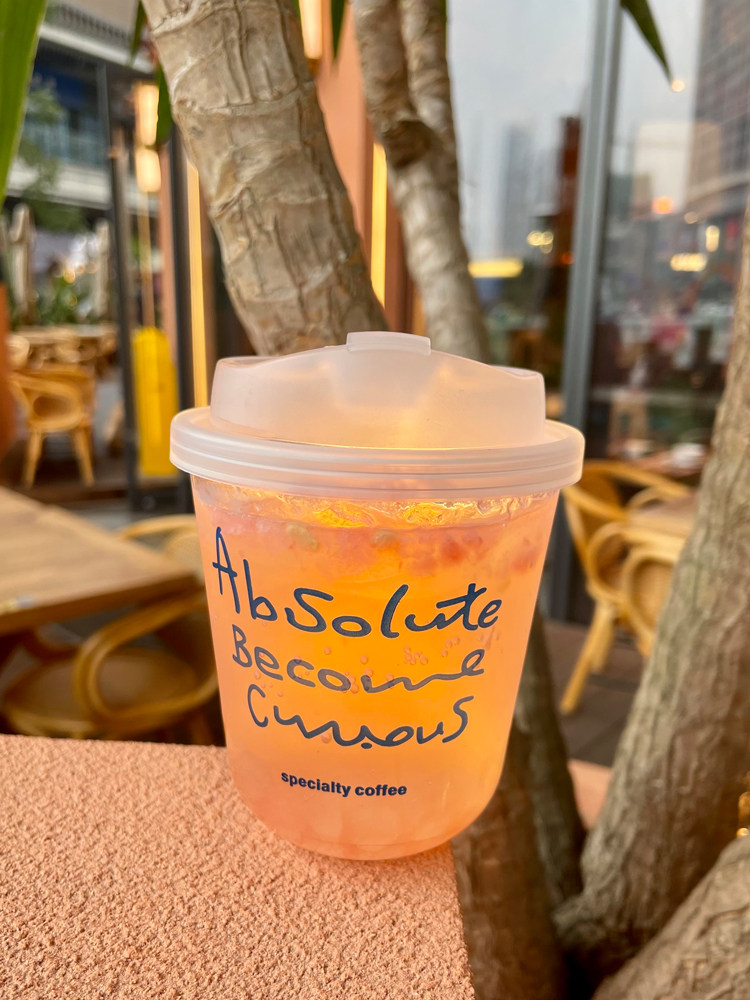 Absolute
Become
Curious
specialty coffee